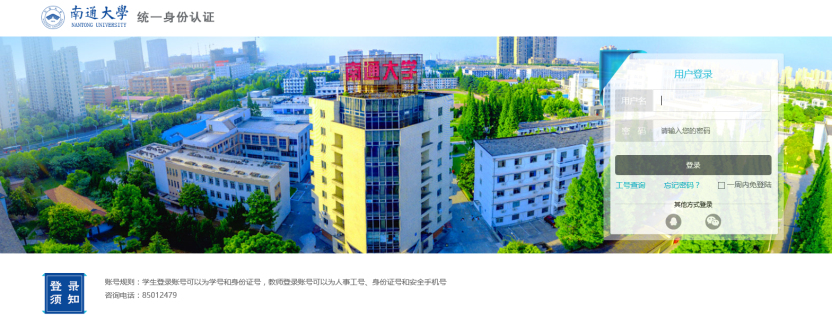 南通大學
NANTONG UNIVERSITY
统一身份认证
南通大学
用户登录
用户名
密 码
请输入您的密码
登录
工号查询 忘记密码？ 一周内免登陆
其他方式登录
登录
须知
账号规则：学生登录账号可以为学号和身份证号，教师登录账号可以为人事工号、身份证号和安全手机号
咨询电话：85012479